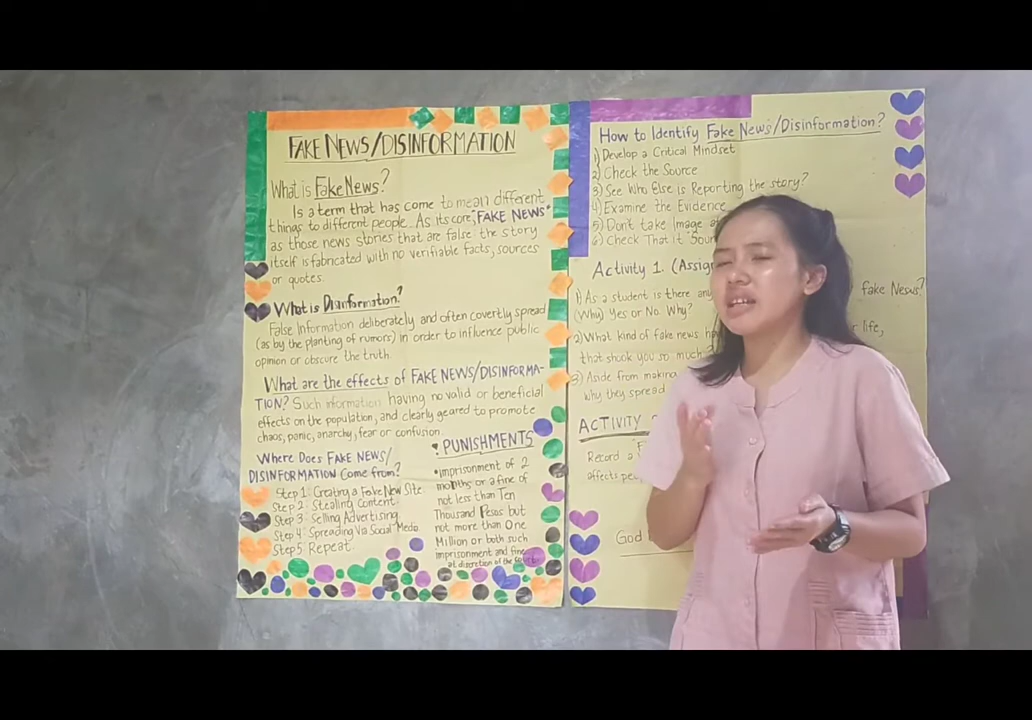 FAKE NEWS/DISINFORMATION
What is Fake News?
Is a term that has come to mean different
things to different people. As its core, "FAKE NEWS"
as those news stories that are false the story
itself is fabricated with no verifiable facts, sources
or quotes.
What is Disinformation?
False Information deliberately and often covertly spread
(as by the planting of rumors) in order to influence public
opinion or obscure the truth.
What are the effects of FAKE NEWS/DISINFORMA-
TION? Such information having no valid or beneficial
effects on the population, and clearly geared to promote
chaos, panic, anarchy, fear or confusion.
Where Does FAKE NEWS/
DISINFORMATION Come from?
Step 1: Creating a Fake New Site
Step 2: Stealing Content
Step 3: Selling Advertising
Step 4: Spreading Via Social Media
Step 5: Repeat.
PUNISHMENTS
imprisonment of 2
months or a fine of
not less than Ten
Thousand Pesos but
not more than One
Million or both such
imprisonment and fine
at discretion of the
How to Identify Fake News/Disinformation?
1) Develop a Critical Mindset
2) Check the Source
3) See Who Else is Reporting the story?
4) Examine the Evidence
5) Don't take Image at
6) Check That it
Activity 1.
1) As a student is there any fake News?
(Why) Yes or No. Why?
2) What kind of fake news life,
that shook you so much?
3) Aside from making
why they spread
ACTIVITY
Record a
affects
God